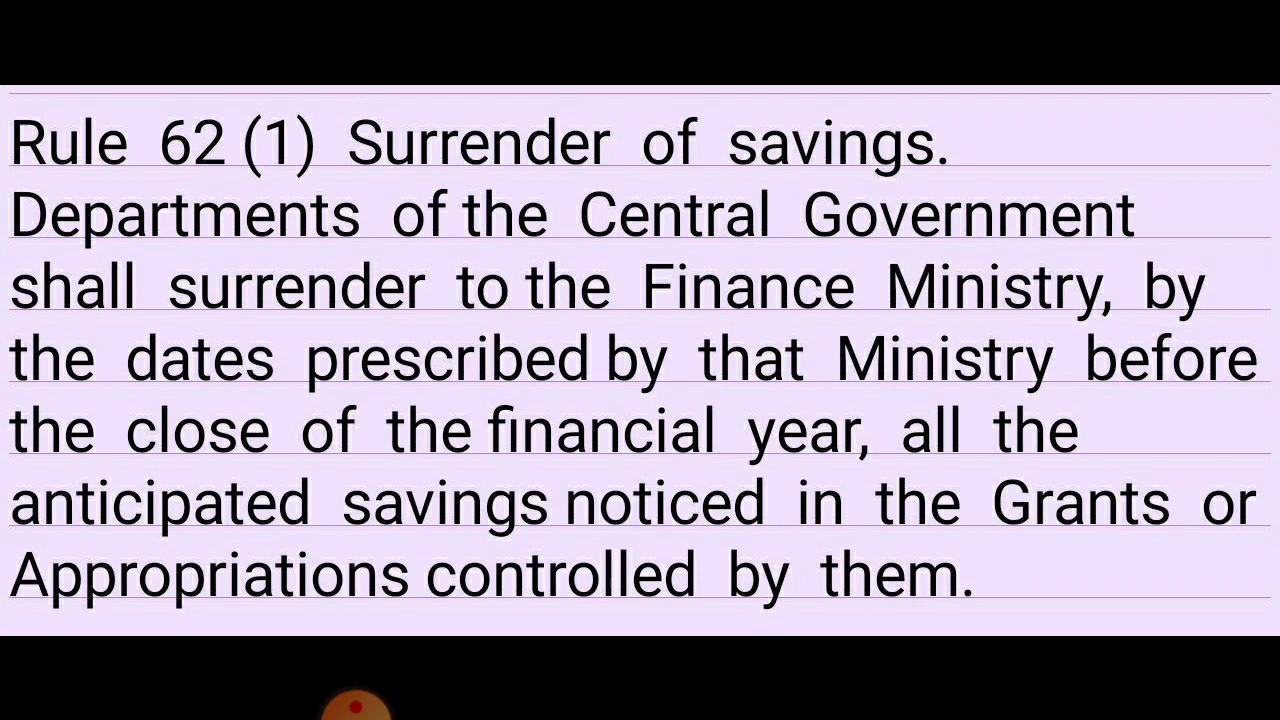 Rule 62 (1) Surrender of savings.
Departments of the Central Government
shall surrender to the Finance Ministry, by
the dates prescribed by that Ministry before
the close of the financial year, all the
anticipated savings noticed in the Grants or
Appropriations controlled by them.